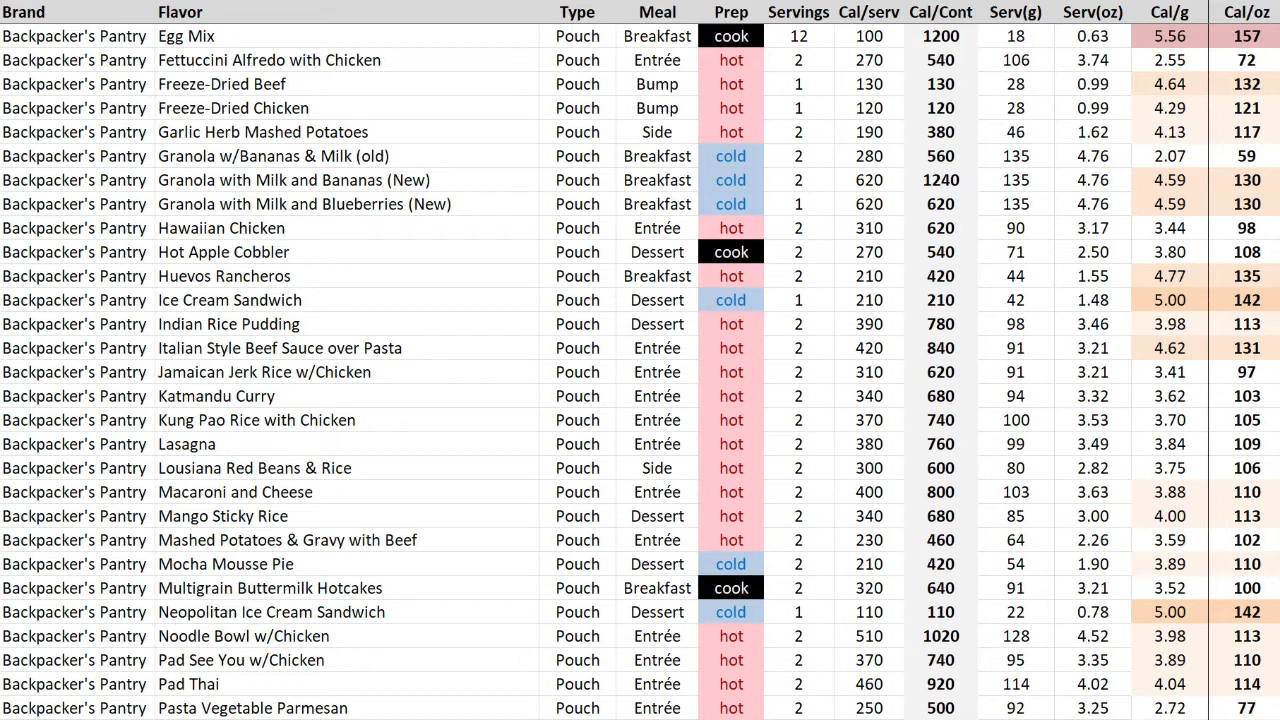 Brand Flavor Type Meal Prep Servings Cal/serv Cal/Cont Serv(g) Serv(oz) Cal/g Cal/oz
Backpacker's Pantry Egg Mix Pouch Breakfast cook 12 100 1200 18 0.63 5.56 157
Backpacker's Pantry Fettuccini Alfredo with Chicken Pouch Entrée hot 2 270 540 106 3.74 2.55 72
Backpacker's Pantry Freeze-Dried Beef Pouch Bump hot 1 130 130 28 0.99 4.64 132
Backpacker's Pantry Freeze-Dried Chicken Pouch Bump hot 1 120 120 28 0.99 4.29 121
Backpacker's Pantry Garlic Herb Mashed Potatoes Pouch Side hot 2 190 380 46 1.62 4.13 117
Backpacker's Pantry Granola w/Bananas & Milk (old) Pouch Breakfast cold 2 280 560 135 4.76 2.07 59
Backpacker's Pantry Granola with Milk and Bananas (New) Pouch Breakfast cold 2 620 1240 135 4.76 4.59 130
Backpacker's Pantry Granola with Milk and Blueberries (New) Pouch Breakfast cold 1 620 620 135 4.76 4.59 130
Backpacker's Pantry Hawaiian Chicken Pouch Entrée hot 2 310 620 90 3.17 3.44 98
Backpacker's Pantry Hot Apple Cobbler Pouch Dessert cook 2 270 540 71 2.50 3.80 108
Backpacker's Pantry Huevos Rancheros Pouch Breakfast hot 2 210 420 44 1.55 4.77 135
Backpacker's Pantry Ice Cream Sandwich Pouch Dessert cold 1 210 210 42 1.48 5.00 142
Backpacker's Pantry Indian Rice Pudding Pouch Dessert hot 2 390 780 98 3.46 3.98 113
Backpacker's Pantry Italian Style Beef Sauce over Pasta Pouch Entrée hot 2 420 840 91 3.21 4.62 131
Backpacker's Pantry Jamaican Jerk Rice w/Chicken Pouch Entrée hot 2 310 620 91 3.21 3.41 97
Backpacker's Pantry Katmandu Curry Pouch Entrée hot 2 340 680 94 3.32 3.62 103
Backpacker's Pantry Kung Pao Rice with Chicken Pouch Entrée hot 2 370 740 100 3.53 3.70 105
Backpacker's Pantry Lasagna Pouch Entrée hot 2 380 760 99 3.49 3.84 109
Backpacker's Pantry Lousiana Red Beans & Rice Pouch Side hot 2 300 600 80 2.82 3.75 106
Backpacker's Pantry Macaroni and Cheese Pouch Entrée hot 2 400 800 103 3.63 3.88 110
Backpacker's Pantry Mango Sticky Rice Pouch Dessert hot 2 340 680 85 3.00 4.00 113
Backpacker's Pantry Mashed Potatoes & Gravy with Beef Pouch Entrée hot 2 230 460 64 2.26 3.59 102
Backpacker's Pantry Mocha Mousse Pie Pouch Dessert cold 2 210 420 54 1.90 3.89 110
Backpacker's Pantry Multigrain Buttermilk Hotcakes Pouch Breakfast cook 2 320 640 91 3.21 3.52 100
Backpacker's Pantry Neopolitan Ice Cream Sandwich Pouch Dessert cold 1 110 110 22 0.78 5.00 142
Backpacker's Pantry Noodle Bowl w/Chicken Pouch Entrée hot 2 510 1020 128 4.52 3.98 113
Backpacker's Pantry Pad See You w/Chicken Pouch Entrée hot 2 370 740 95 3.35 3.89 110
Backpacker's Pantry Pad Thai Pouch Entrée hot 2 460 920 114 4.02 4.04 114
Backpacker's Pantry Pasta Vegetable Parmesan Pouch Entrée hot 2 250 500 92 3.25 2.72 77